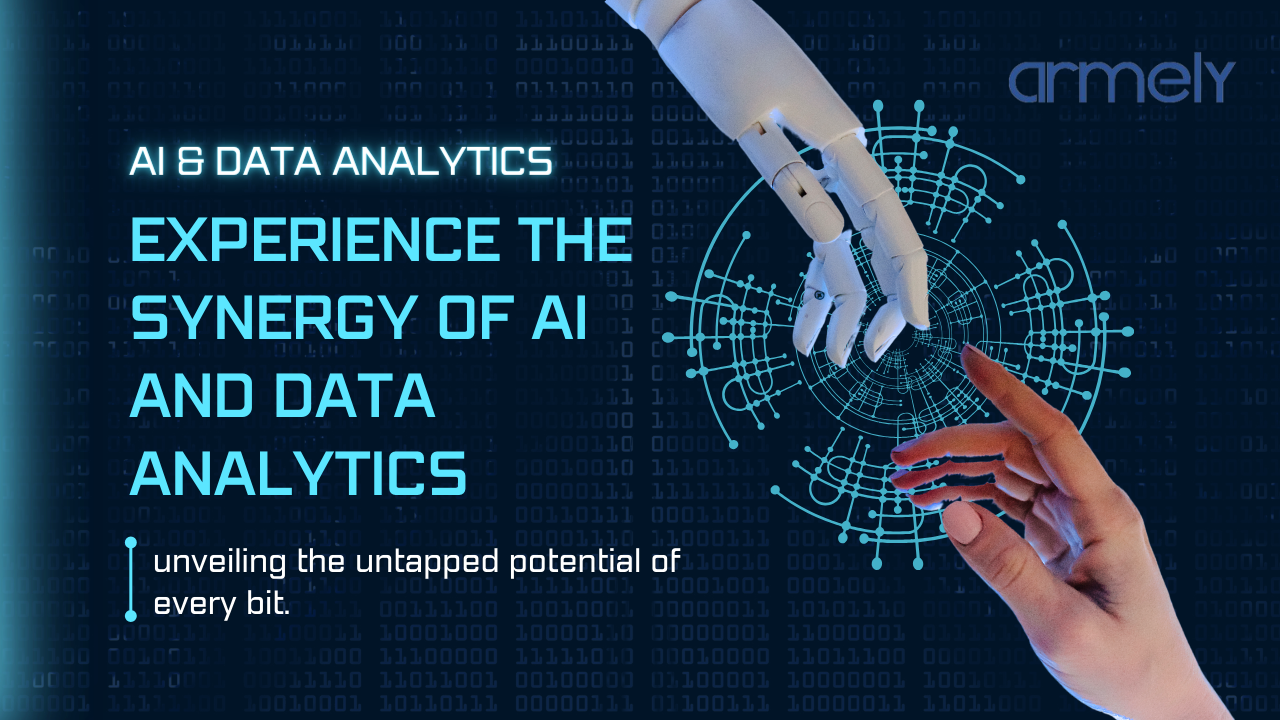 armely
AI & DATA ANALYTICS
EXPERIENCE THE
SYNERGY OF AI
AND DATA
ANALYTICS
unveiling the untapped potential of
every bit.